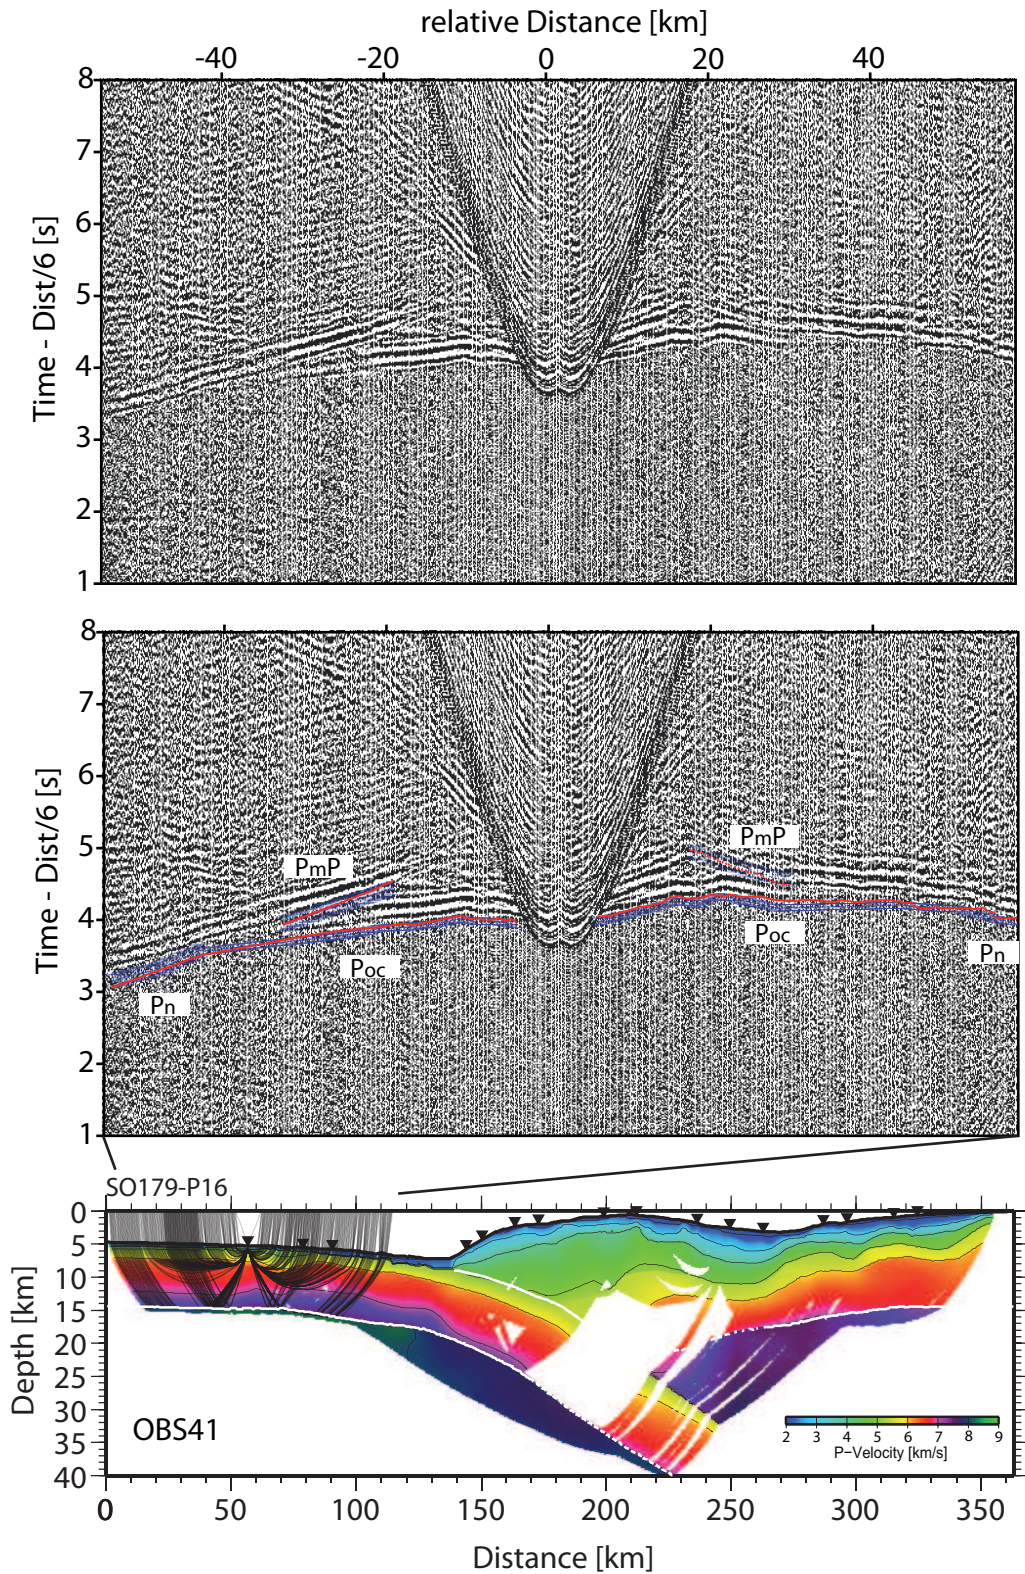 relative Distance [km]
-40 -20 0 20 40
8
7
6
5
4
3
2
1
Time - Dist/6 [s]
8
7
6
5
4
3
2
1
Time - Dist/6 [s]
PmP
PmP
Poc
Poc
Pn
Pn
SO179-P16
0
5
10
15
20
25
30
35
40
Depth [km]
OBS41
2 3 4 5 6 7 8 9
P-Velocity [km/s]
0 50 100 150 200 250 300 350
Distance [km]